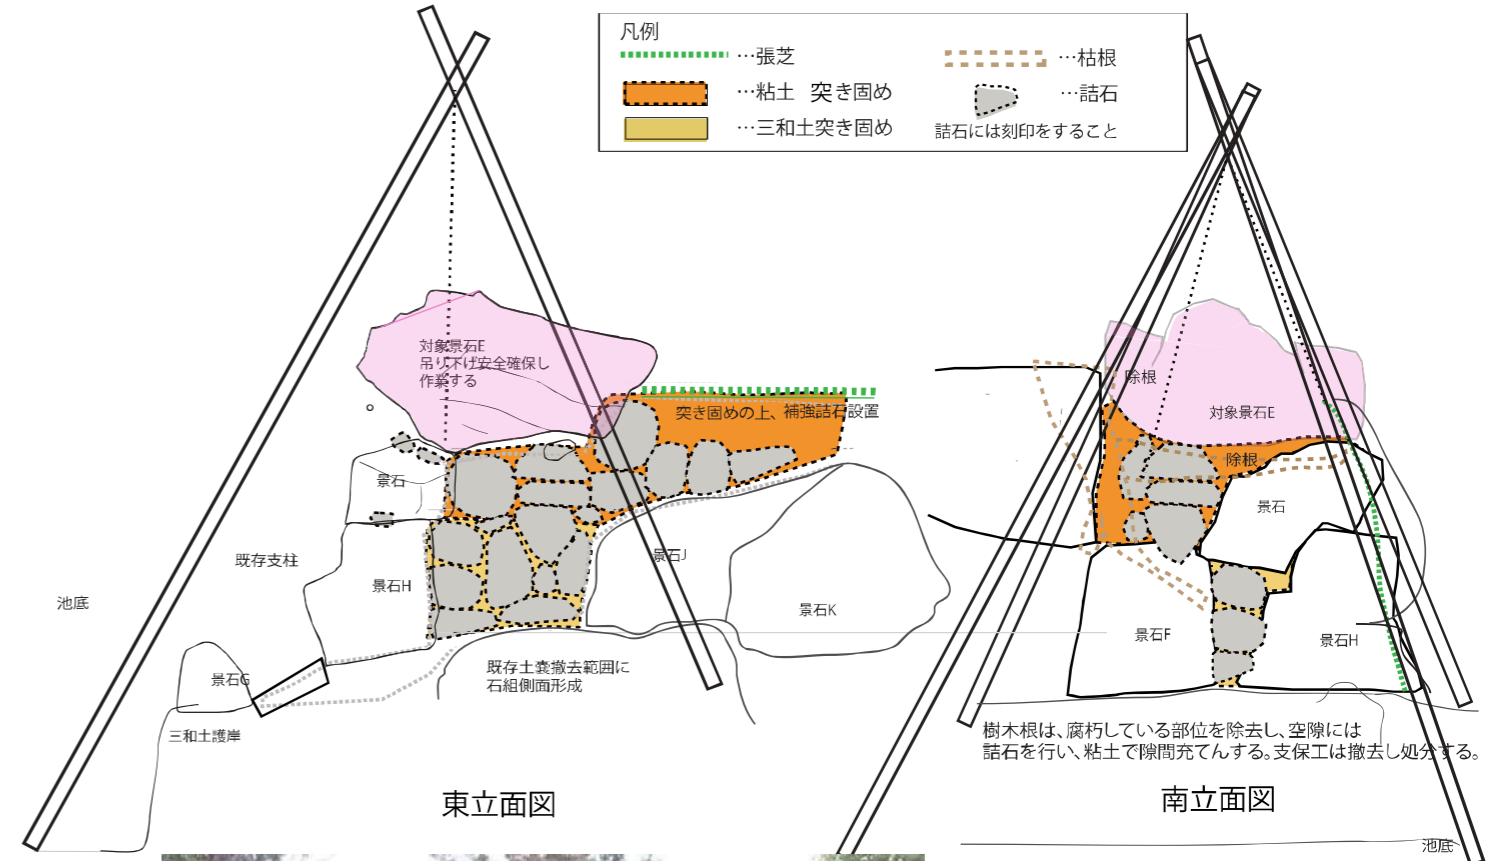 凡例
…張芝
…枯根
…粘土 突き固め
…詰石
…三和土突き固め
詰石には刻印をすること
対象景石E
吊り下げ安全確保し
作業する
突き固めの上、補強詰石設置
景石
既存支柱
景石H
景石J
池底
景石K
景石G
既存土嚢撤去範囲に
石組側面形成
三和土護岸
東立面図
除根
対象景石E
除根
景石
景石F
景石H
樹木根は、腐朽している部位を除去し、空隙には
詰石を行い、粘土で隙間充てんする。支保工は撤去し処分する。
南立面図
池底